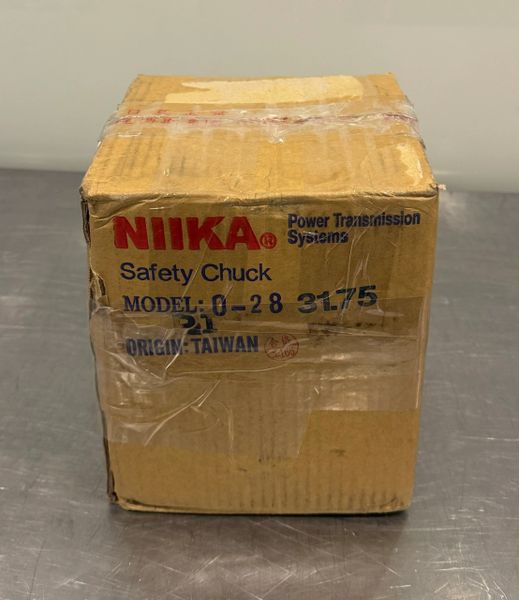 NIIKA®
Power Transmission
Systems
Safety Chuck
MODEL: 0-28 31.75
21
ORIGIN: TAIWAN